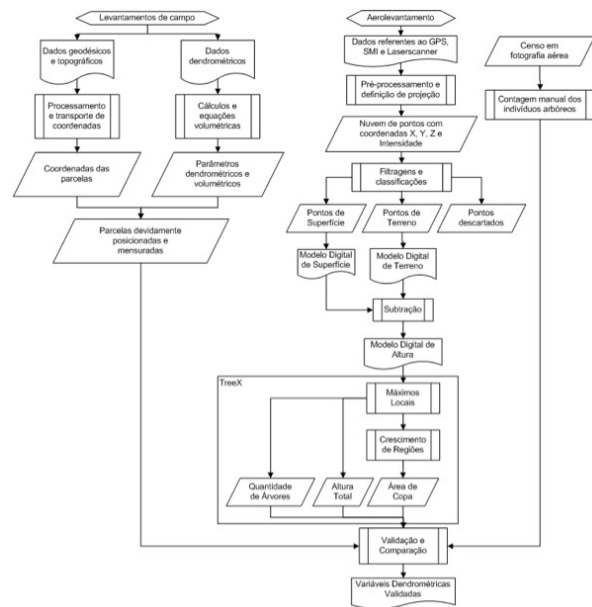 Levantamentos de campo
Dados geodésicos
e topográficos
Dados
dendrométricos
Processamento
e transporte de
coordenadas
Cálculos e
equações
volumétricas
Coordenadas das
parcelas
Parâmetros
dendrométricos e
volumétricos
Parcelas devidamente
posicionadas e
mensuradas
Aerolevantamento
Dados referentes ao GPS,
SMI e Laserscanner
Pré-processamento e
definição de projeção
Nuvem de pontos com
coordenadas X, Y, Z e
Intensidade
Filtragens e
classificações
Pontos de
Superfície
Pontos de
Terreno
Pontos
descartados
Modelo Digital
de Superfície
Modelo Digital
de Terreno
Subtração
Modelo Digital de
Altura
TreeX
Máximos
Locais
Crescimento
de Regiões
Quantidade
de Árvores
Altura
Total
Área de
Copa
Censo em
fotografia aérea
Contagem manual dos
indivíduos arbóreos
Validação e
Comparação
Variáveis Dendrométricas
Validadas